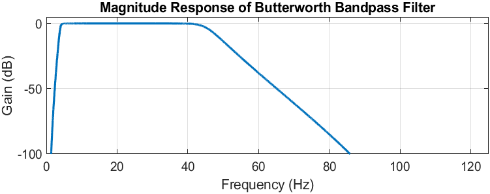 Magnitude Response of Butterworth Bandpass Filter
0
-50
-100
Gain (dB)
0 20 40 60 80 100 120
Frequency (Hz)